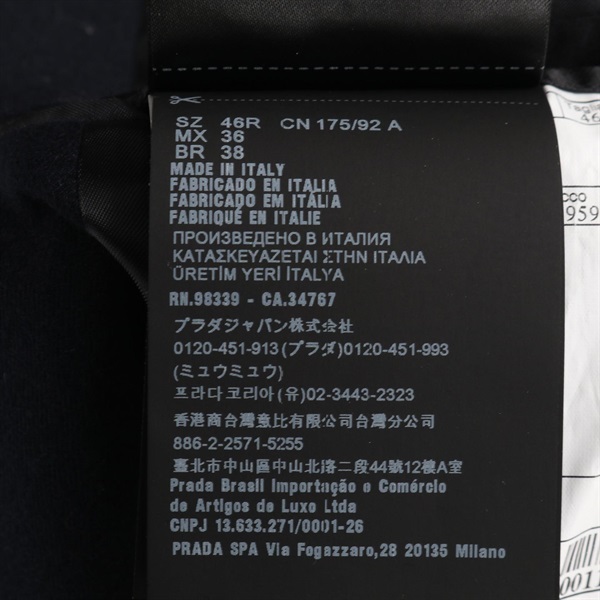 SZ 46R CN 175/92 A
MX 36
BR 38
MADE IN ITALY
FABRICADO EN ITALIA
FABRICADO EM ITÁLIA
FABRIQUÉ EN ITALIE
ПРОИЗВЕДЕНО В ИТАЛИЯ
ΚΑΤΑΣΚΕΥΑΖΕΤΑΙ ΣΤΗΝ ΙΤΑΛΙΑ
ÜRETİM YERİ İTALYA
RN.98339 - CA.34767
プラダジャパン株式会社
0120-451-913(プラダ)0120-451-993
(ミュウミュウ)
프라다코리아(유)02-3443-2323
香港商台灣意比有限公司台灣分公司
886-2-2571-5255
臺北市中山區中山北路二段44號12樓A室
Prada Brasil Importação e Comércio
de Artigos de Luxo Ltda
CNPJ 13.633.271/0001-26
PRADA SPA Via Fogazzaro,28 20135 Milano
46
959
0011